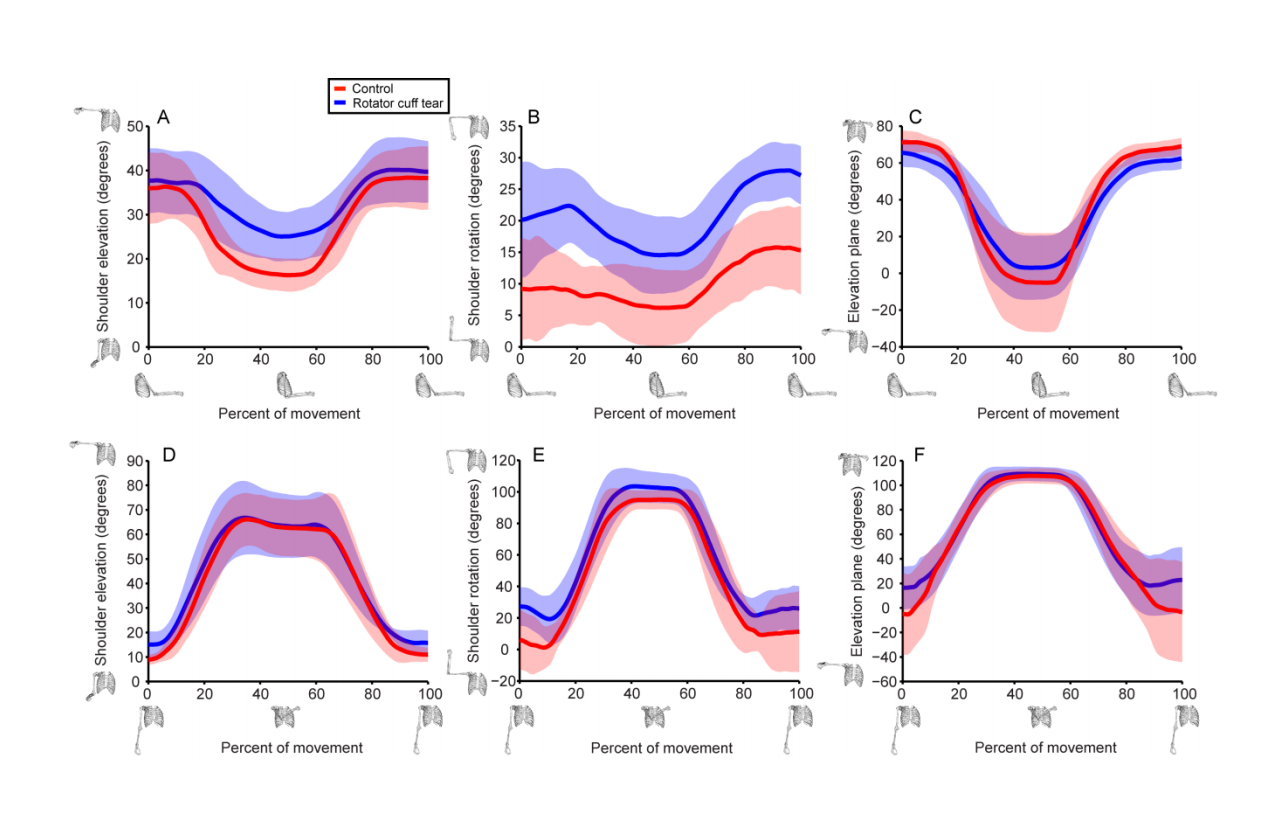 Control
Rotator cuff tear
A
Shoulder elevation (degrees)
50
40
30
20
10
0
0 20 40 60 80 100
Percent of movement
B
Shoulder rotation (degrees)
35
30
25
20
15
10
5
0
0 20 40 60 80 100
Percent of movement
C
Elevation plane (degrees)
80
60
40
20
0
−20
−40
0 20 40 60 80 100
Percent of movement
D
Shoulder elevation (degrees)
90
80
70
60
50
40
30
20
10
0
0 20 40 60 80 100
Percent of movement
E
Shoulder rotation (degrees)
120
100
80
60
40
20
0
−20
0 20 40 60 80 100
Percent of movement
F
Elevation plane (degrees)
120
100
80
60
40
20
0
−20
−40
−60
0 20 40 60 80 100
Percent of movement